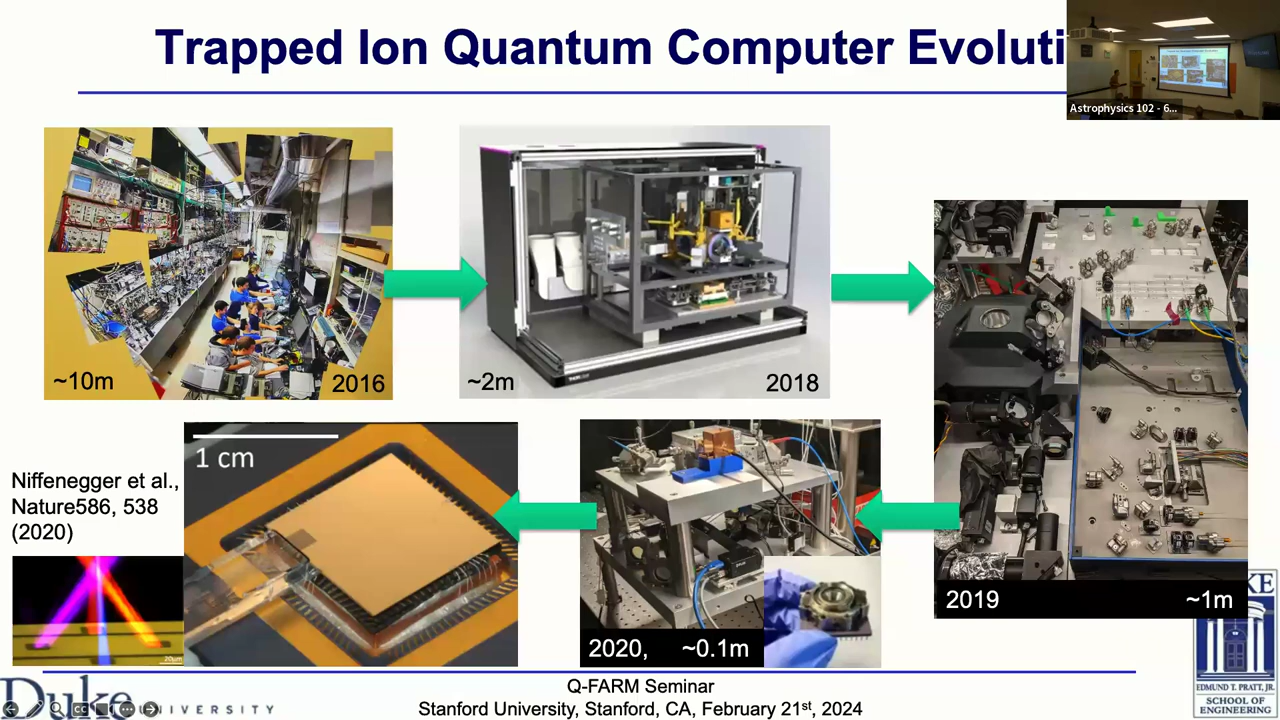 Trapped Ion Quantum Computer Evoluti
Astrophysics 102 - 6...
~10m
2016
~2m
2018
1 cm
Niffenegger et al.,
Nature586, 538
(2020)
20µm
2020, ~0.1m
2019 ~1m
Q-FARM Seminar
Stanford University, Stanford, CA, February 21st, 2024
Duke
UNIVERSITY
KE
EDMUND T. PRATT, JR.
SCHOOL OF
ENGINEERING